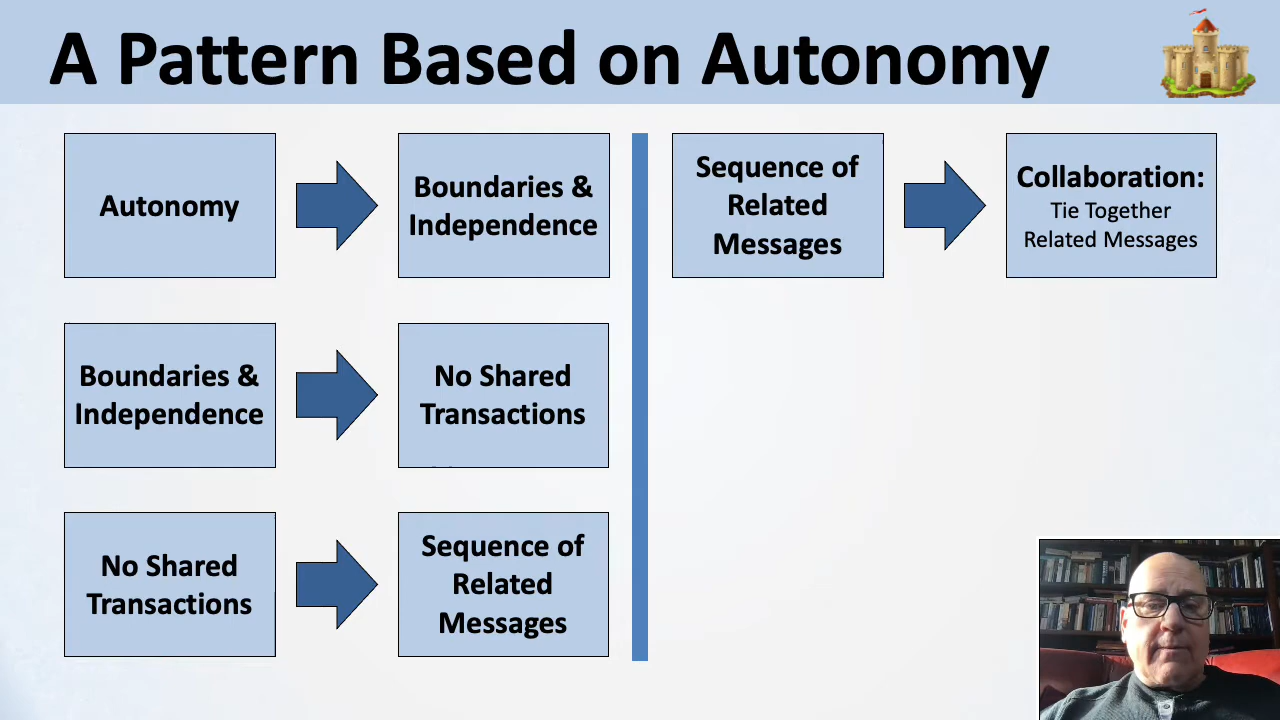 A Pattern Based on Autonomy
Autonomy
Boundaries &
Independence
Boundaries &
Independence
No Shared
Transactions
No Shared
Transactions
Sequence of
Related
Messages
Sequence of
Related
Messages
Collaboration:
Tie Together
Related Messages